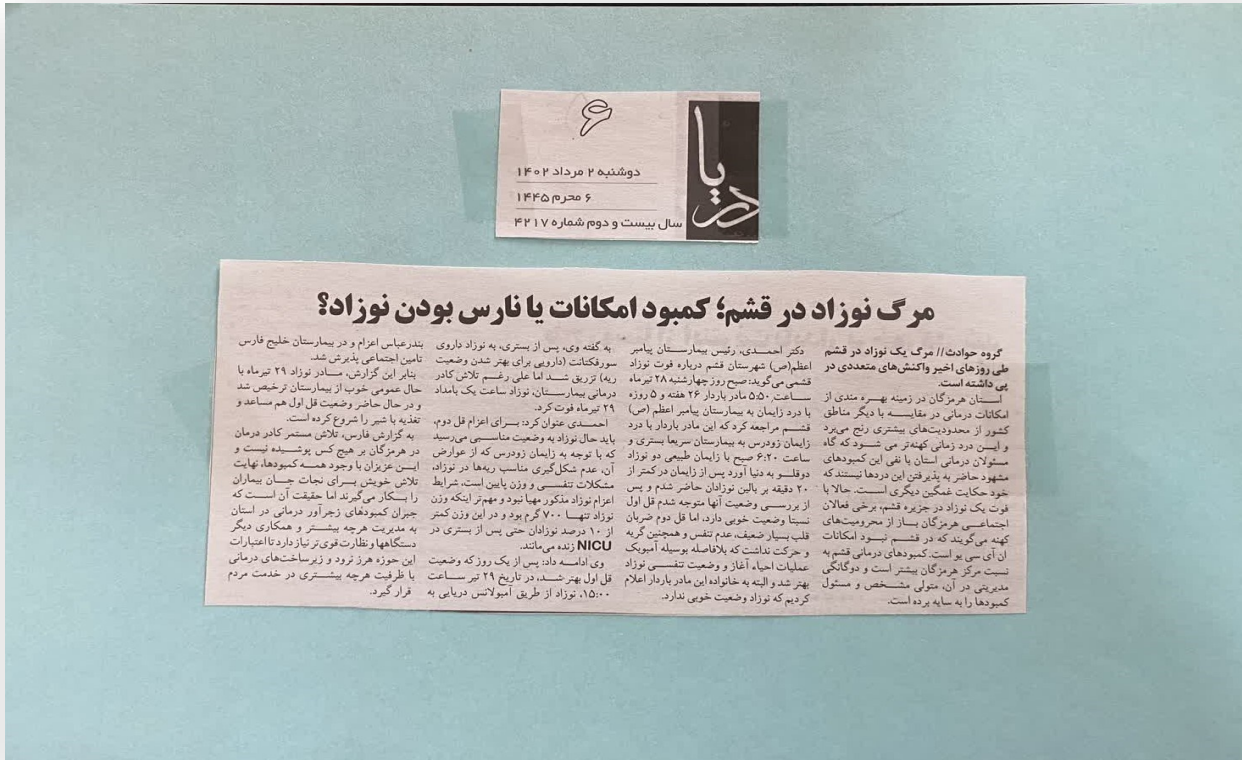 ۶
دریا
دوشنبه ۲ مرداد ۱۴۰۲
۶ محرم ۱۴۴۵
سال بیست و دوم شماره ۴۲۱۷
مرگ نوزاد در قشم؛ کمبود امکانات یا نارس بودن نوزاد؟
گروه حوادث// مرگ یک نوزاد در قشم
طی روزهای اخیر واکنش‌های متعددی در
پی داشته است.
استان هرمزگان در زمینه بهره مندی از
امکانات درمانی در مقایسه با دیگر مناطق
کشور از محدودیت‌های بیشتری رنج می‌برد
و این درد زمانی کهنه‌تر می شود که گاه
مسئولان درمانی استان با نفی این کمبودهای
مشهود حاضر به پذیرفتن این دردها نیستند که
خود حکایت غمگین دیگری است. حالا با
فوت یک نوزاد در جزیره قشم، برخی فعالان
اجتماعی هرمزگان باز از محرومیت‌های
کهنه می‌گویند که در قشم نبود امکانات
ان آی سی یو است. کمبودهای درمانی قشم به
نسبت مرکز هرمزگان بیشتر است و دوگانگی
مدیریتی در آن، متولی مشخص و مسئول
کمبودها را به سایه برده است.
دکتر احمدی، رئیس بیمارستان پیامبر
اعظم(ص) شهرستان قشم درباره فوت نوزاد
قشمی می‌گوید: صبح روز چهارشنبه ۲۸ تیرماه
ساعت ۵:۵۰ مادر باردار ۲۶ هفته و ۵ روزه
با درد زایمان به بیمارستان پیامبر اعظم (ص)
قشم مراجعه کرد که این مادر باردار با درد
زایمان زودرس به بیمارستان سریعا بستری و
ساعت ۶:۲۰ صبح با زایمان طبیعی دو نوزاد
دوقلو به دنیا آورد پس از زایمان در کمتر از
۲۰ دقیقه بر بالین نوزادان حاضر شدم و پس
از بررسی وضعیت آنها متوجه شدم قل اول
نسبتا وضعیت خوبی دارد، اما قل دوم ضربان
قلب بسیار ضعیف، عدم تنفس و همچنین گریه
و حرکت نداشت که بلافاصله بوسیله آمبوبگ
عملیات احیاء آغاز و وضعیت تنفسی نوزاد
بهتر شد و البته به خانواده این مادر باردار اعلام
کردیم که نوزاد وضعیت خوبی ندارد.
به گفته وی، پس از بستری، به نوزاد داروی
سورفکتانت (دارویی برای بهتر شدن وضعیت
ریه) تزریق شد اما علی رغم تلاش کادر
درمانی بیمارستان، نوزاد ساعت یک بامداد
۲۹ تیرماه فوت کرد.
احمدی عنوان کرد: برای اعزام قل دوم،
باید حال نوزاد به وضعیت مناسبی می‌رسید
که با توجه به زایمان زودرس که از عوارض
آن، عدم شکل‌گیری مناسب ریه‌ها در نوزاد،
مشکلات تنفسی و وزن پایین است، شرایط
اعزام نوزاد مذکور مهیا نبود و مهم‌تر اینکه وزن
نوزاد تنها ۷۰۰ گرم بود و در این وزن کمتر
از ۱۰ درصد نوزادان حتی پس از بستری در
NICU زنده می‌مانند.
وی ادامه داد: پس از یک روز که وضعیت
قل اول بهتر شد، در تاریخ ۲۹ تیر ساعت
۱۵:۰۰، نوزاد از طریق آمبولانس دریایی به
بندرعباس اعزام و در بیمارستان خلیج فارس
تامین اجتماعی پذیرش شد.
بنابر این گزارش، مادر نوزاد ۲۹ تیرماه با
حال عمومی خوب از بیمارستان ترخیص شد
و در حال حاضر وضعیت قل اول هم مساعد و
تغذیه با شیر را شروع کرده است.
به گزارش فارس، تلاش مستمر کادر درمان
در هرمزگان بر هیچ کس پوشیده نیست و
این عزیزان با وجود همه کمبودها، نهایت
تلاش خویش برای نجات جان بیماران
را بکار می‌گیرند اما حقیقت آن است که
جبران کمبودهای زجرآور درمانی در استان
به مدیریت هرچه بیشتر و همکاری دیگر
دستگاهها و نظارت قوی‌تر نیاز دارد تا اعتبارات
این حوزه هرز نرود و زیرساخت‌های درمانی
با ظرفیت هرچه بیشتری در خدمت مردم
قرار گیرد.